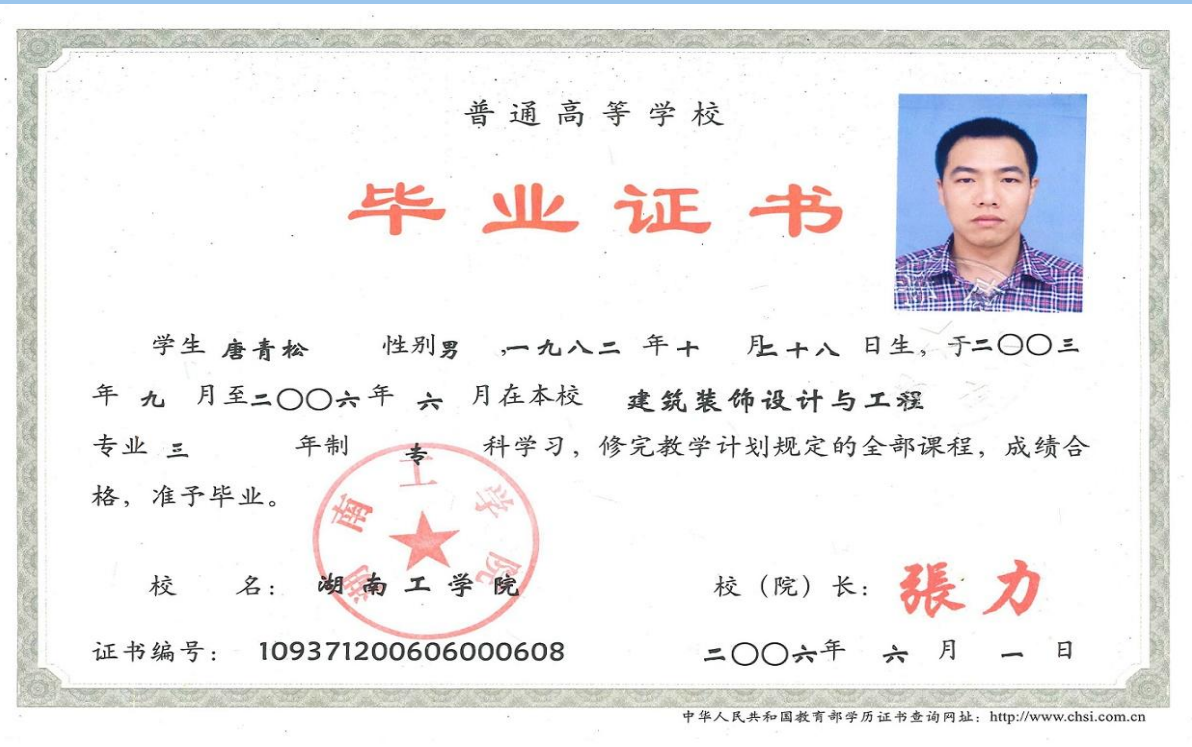 普通高等学校
毕业证书
学生 唐青松 性别男 ,一九八二 年十 月二十八 日生，于二〇〇三
年 九 月至二〇〇六年 六 月在本校 建筑装饰设计与工程
专业 三 年制 专 科学习，修完教学计划规定的全部课程，成绩合
格，准予毕业。
湖南工学院
校 名： 湖南工学院 校（院）长： 張力
证书编号： 109371200606000608 二〇〇六年 六 月 一 日
中华人民共和国教育部学历证书查询网址：http://www.chsi.com.cn